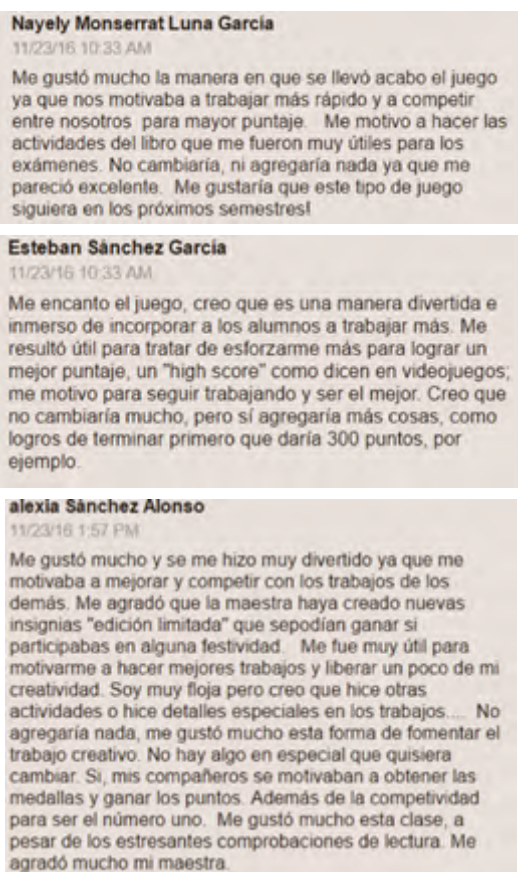 Nayely Monserrat Luna Garcia
11/23/16 10:33 AM
Me gustó mucho la manera en que se llevó acabo el juego
ya que nos motivaba a trabajar más rápido y a competir
entre nosotros para mayor puntaje. Me motivo a hacer las
actividades del libro que me fueron muy útiles para los
exámenes. No cambiaría, ni agregaría nada ya que me
pareció excelente. Me gustaría que este tipo de juego
siguiera en los próximos semestres!
Esteban Sánchez García
11/23/16 10:33 AM
Me encanto el juego, creo que es una manera divertida e
inmerso de incorporar a los alumnos a trabajar más. Me
resultó útil para tratar de esforzarme más para lograr un
mejor puntaje, un "high score" como dicen en videojuegos;
me motivo para seguir trabajando y ser el mejor. Creo que
no cambiaría mucho, pero sí agregaría más cosas, como
logros de terminar primero que daría 300 puntos, por
ejemplo.
alexia Sánchez Alonso
11/23/16 1:57 PM
Me gustó mucho y se me hizo muy divertido ya que me
motivaba a mejorar y competir con los trabajos de los
demás. Me agradó que la maestra haya creado nuevas
insignias "edición limitada" que sepodían ganar si
participabas en alguna festividad. Me fue muy útil para
motivarme a hacer mejores trabajos y liberar un poco de mi
creatividad. Soy muy floja pero creo que hice otras
actividades o hice detalles especiales en los trabajos.... No
agregaría nada, me gustó mucho esta forma de fomentar el
trabajo creativo. No hay algo en especial que quisiera
cambiar. Si, mis compañeros se motivaban a obtener las
medallas y ganar los puntos. Además de la competividad
para ser el número uno. Me gustó mucho esta clase, a
pesar de los estresantes comprobaciones de lectura. Me
agradó mucho mi maestra.